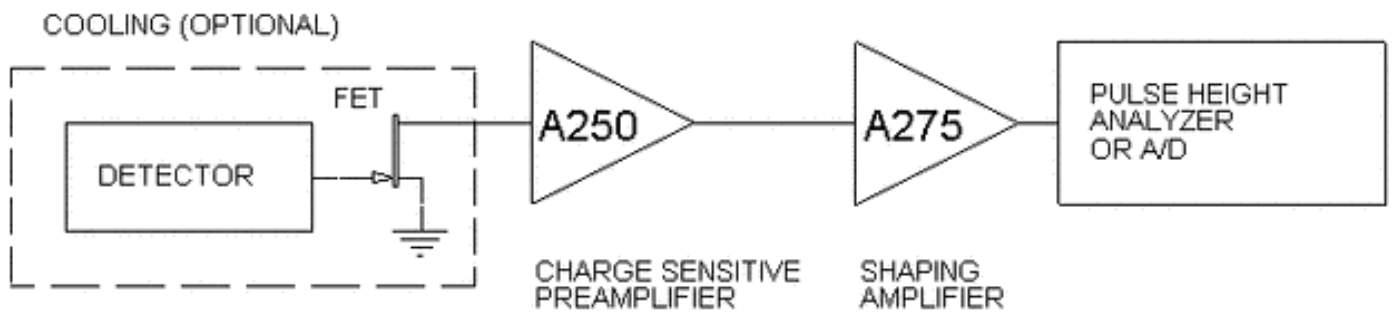 COOLING (OPTIONAL)
FET
DETECTOR
A250
A275
PULSE HEIGHT
ANALYZER
OR A/D
CHARGE SENSITIVE
PREAMPLIFIER
SHAPING
AMPLIFIER